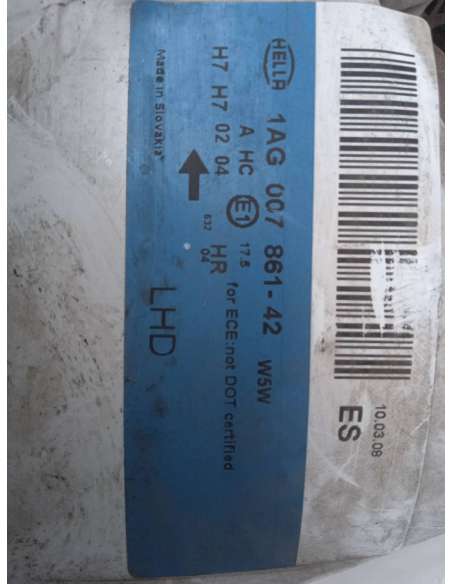 HELLA
1AG 007 861-42 W5W
A HC E1 17.5 for ECE:not DOT certified
H7 H7 02 04
632
04 HR
Made in Slovakia
LHD
10.03.08
ES